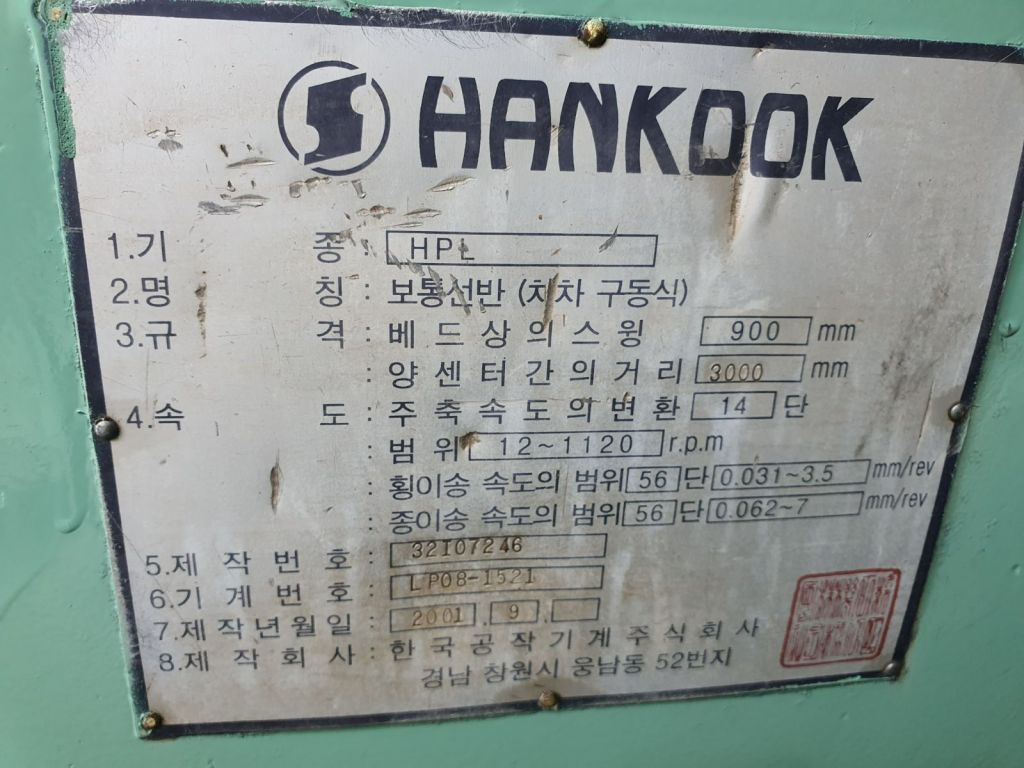 HANKOOK
1.기 종 : HPL
2.명 칭 : 보통선반 (치차 구동식)
3.규 격 : 베드상의스윙 900 mm
: 양센터간의거리 3000 mm
4.속 도 : 주축속도의변환 14 단
: 범위 12~1120 r.p.m
: 횡이송 속도의 범위 56 단 0.031~3.5 mm/rev
: 종이송 속도의 범위 56 단 0.062~7 mm/rev
5.제 작 번 호 : 32107246
6.기 계 번 호 : LP08-1521
7.제작년월일 : 2001 . 9 .
8.제 작 회 사 : 한국공작기계주식회사
경남 창원시 웅남동 52번지